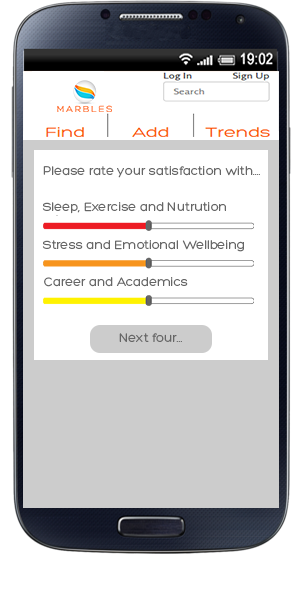 19:02
Log In Sign Up
MARBLES
Search
Find Add Trends
Please rate your satisfaction with....
Sleep, Exercise and Nutrution
Stress and Emotional Wellbeing
Career and Academics
Next four...